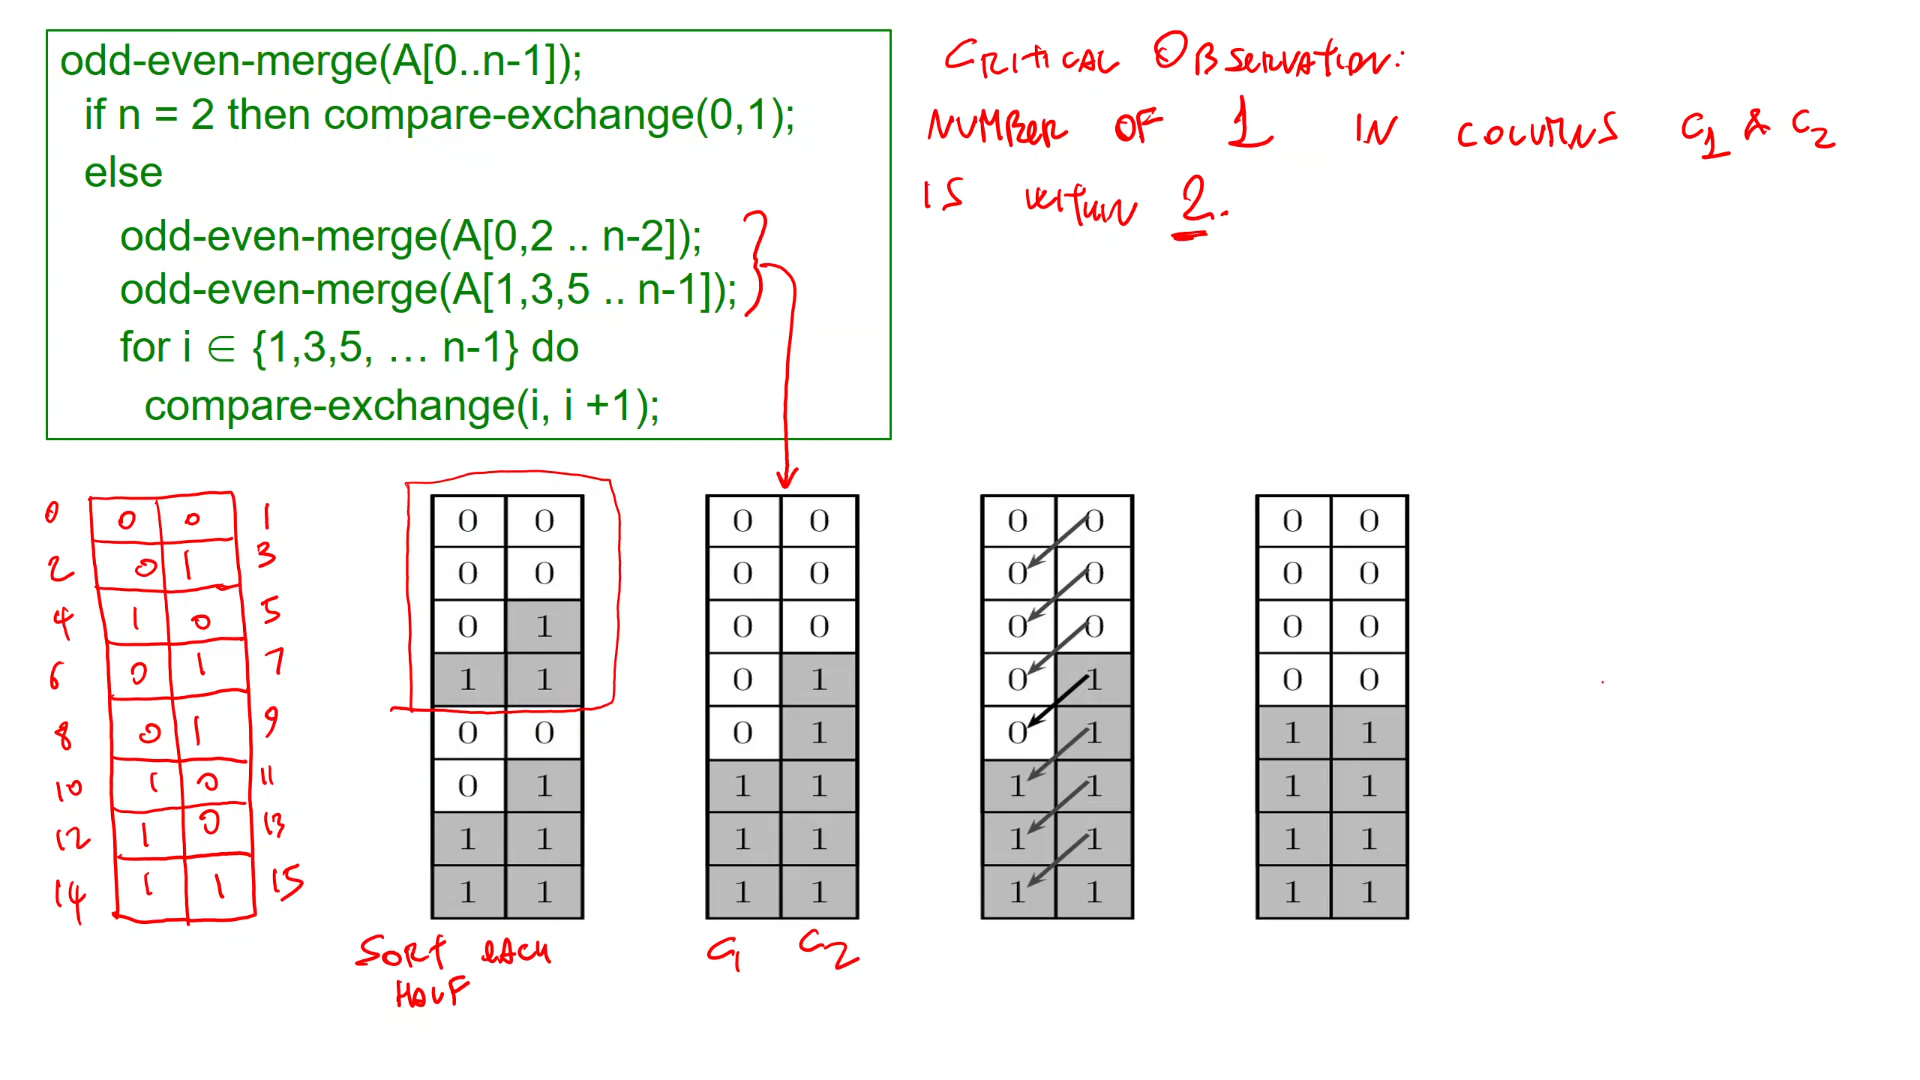 odd-even-merge(A[0..n-1]);
if n = 2 then compare-exchange(0,1);
else
odd-even-merge(A[0,2 .. n-2]);
odd-even-merge(A[1,3,5 .. n-1]);
for i ∈ {1,3,5, … n-1} do
compare-exchange(i, i +1);
CRITICAL OBSERVATION:
NUMBER OF 1 IN COLUMNS C1 & C2
IS WITHIN 2.
0 0 0 1
2 0 1 3
4 1 0 5
6 0 1 7
8 0 1 9
10 1 0 11
12 1 0 13
14 1 1 15
0 0
0 0
0 1
1 1
0 0
0 1
1 1
1 1
SORT EACH
HALF
0 0
0 0
0 0
0 1
0 1
1 1
1 1
1 1
C1 C2
0 0
0 0
0 0
0 1
0 1
1 1
1 1
1 1
0 0
0 0
0 0
0 0
1 1
1 1
1 1
1 1